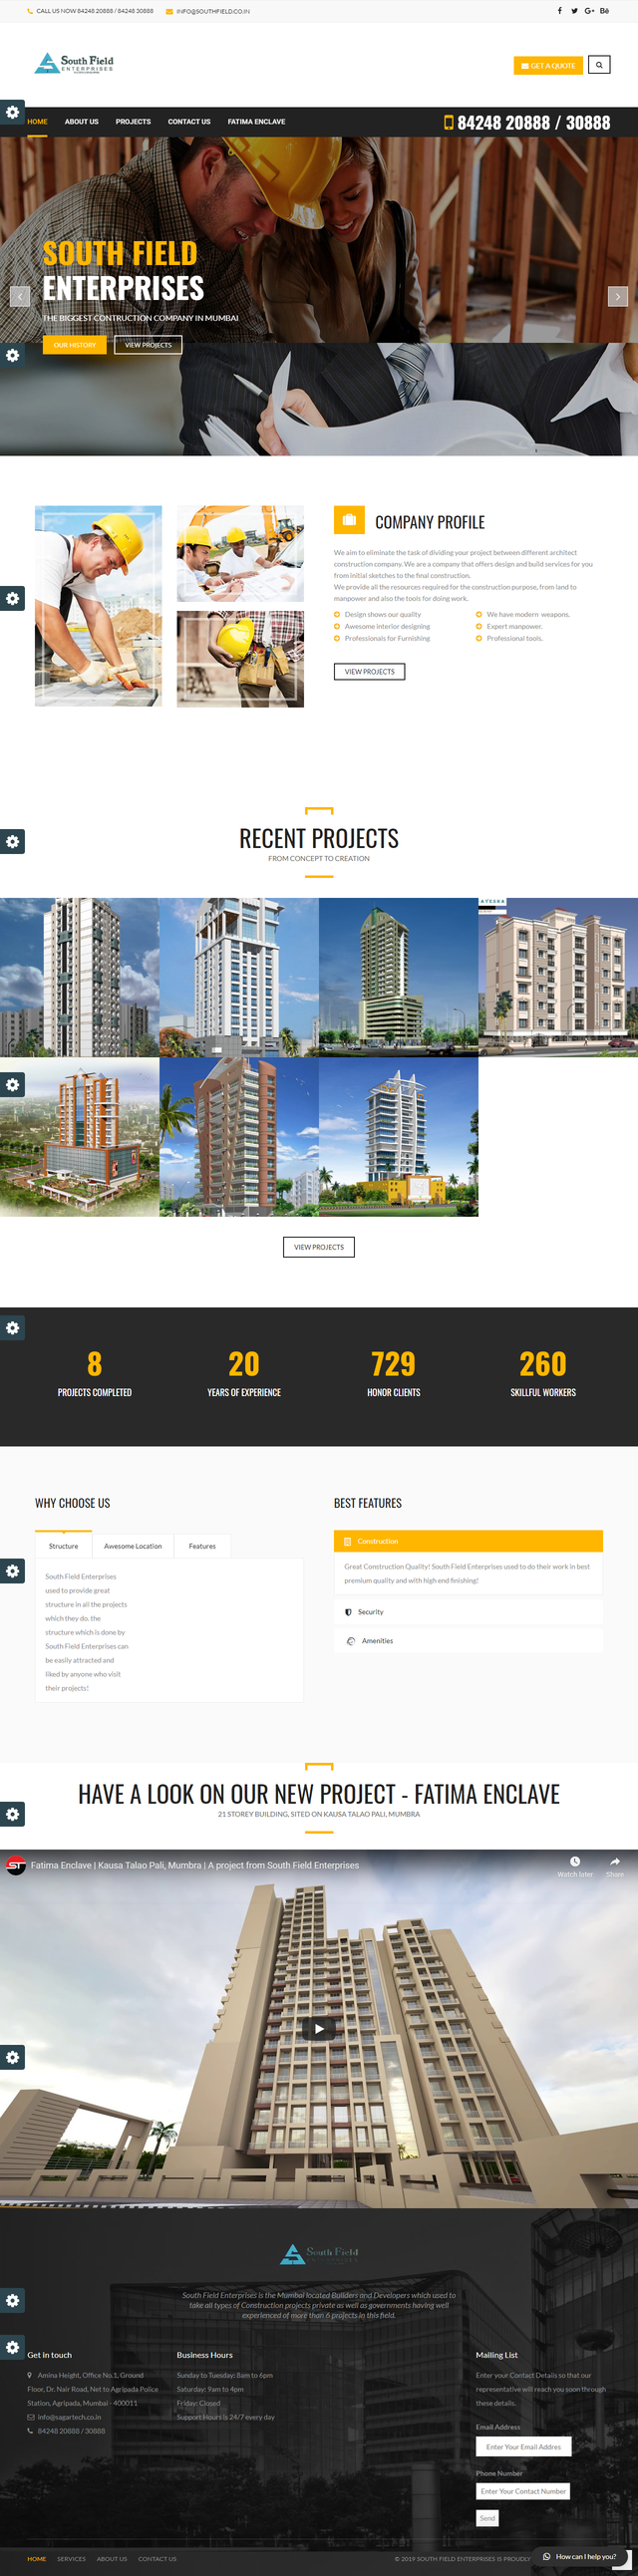 CALL US NOW 84248 20888 / 84248 30888
INFO@SOUTHFIELD.CO.IN
South Field
ENTERPRISES
GET A QUOTE
HOME
ABOUT US
PROJECTS
CONTACT US
FATIMA ENCLAVE
84248 20888 / 30888
SOUTH FIELD
ENTERPRISES
THE BIGGEST CONTRUCTION COMPANY IN MUMBAI
OUR HISTORY
VIEW PROJECTS
COMPANY PROFILE
We aim to eliminate the task of dividing your project between different architect
construction company. We are a company that offers design and build services for you
from initial sketches to the final construction.
We provide all the resources required for the construction purpose, from land to
manpower and also the tools for doing work.
Design shows our quality
We have modern weapons.
Awesome interior designing
Expert manpower.
Professionals for Furnishing
Professional tools.
VIEW PROJECTS
RECENT PROJECTS
FROM CONCEPT TO CREATION
VIEW PROJECTS
8
PROJECTS COMPLETED
20
YEARS OF EXPERIENCE
729
HONOR CLIENTS
260
SKILLFUL WORKERS
WHY CHOOSE US
Structure
Awesome Location
Features
South Field Enterprises
used to provide great
structure in all the projects
which they do. the
structure which is done by
South Field Enterprises can
be easily attracted and
liked by anyone who visit
their projects!
BEST FEATURES
Construction
Great Construction Quality! South Field Enterprises used to do their work in best
premium quality and with high end finishing!
Security
Amenities
HAVE A LOOK ON OUR NEW PROJECT - FATIMA ENCLAVE
21 STOREY BUILDING, SITED ON KAUSA TALAO PALI, MUMBRA
ST
Fatima Enclave | Kausa Talao Pali, Mumbra | A project from South Field Enterprises
Watch later
Share
South Field
South Field Enterprises is the Mumbai located Builders and Developers which used to
take all types of Construction projects private as well as governments having well
experienced of more than 6 projects in this field.
Get in touch
Amina Height, Office No.1, Ground
Floor, Dr. Nair Road, Net to Agripada Police
Station, Agripada, Mumbai - 400011
info@sagartech.co.in
84248 20888 / 30888
Business Hours
Sunday to Tuesday: 8am to 6pm
Saturday: 9am to 4pm
Friday: Closed
Support Hours is 24/7 every day
Mailing List
Enter your Contact Details so that our
representative will reach you soon through
these details.
Email Address
Enter Your Email Addres
Phone Number
Enter Your Contact Number
Send
HOME
SERVICES
ABOUT US
CONTACT US
© 2019 SOUTH FIELD ENTERPRISES IS PROUDLY
How can I help you?